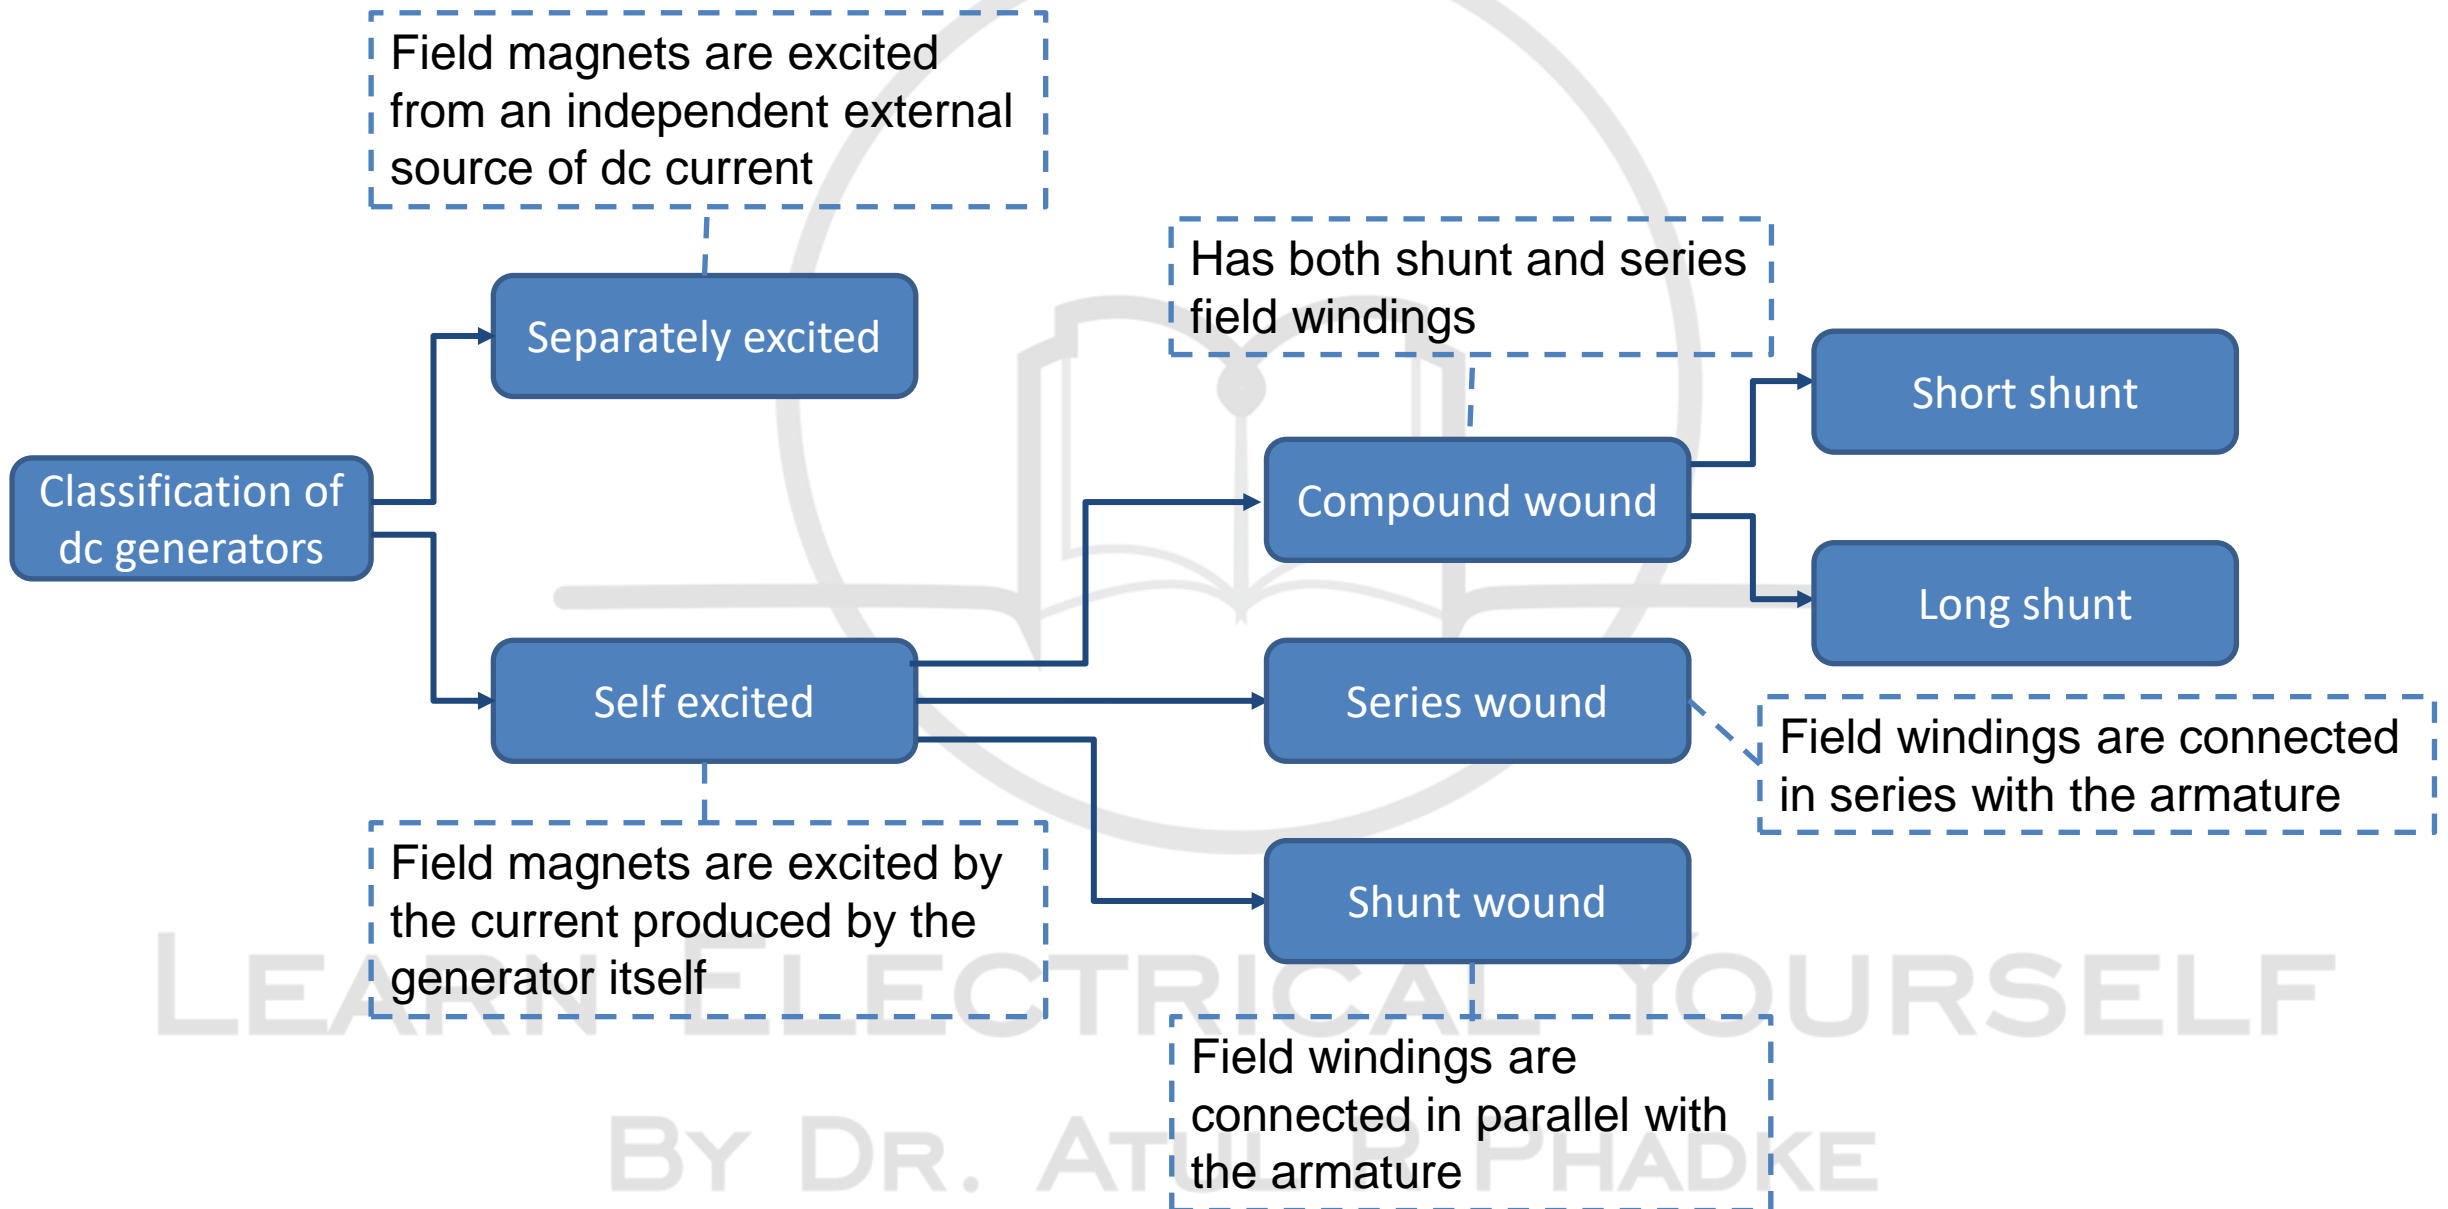 Field magnets are excited
from an independent external
source of dc current
Has both shunt and series
field windings
Separately excited
Short shunt
Classification of
dc generators
Compound wound
Long shunt
Self excited
Series wound
Field windings are connected
in series with the armature
Field magnets are excited by
the current produced by the
generator itself
Shunt wound
Field windings are
connected in parallel with
the armature
LEARN ELECTRICAL YOURSELF
BY DR. ATUL R PHADKE